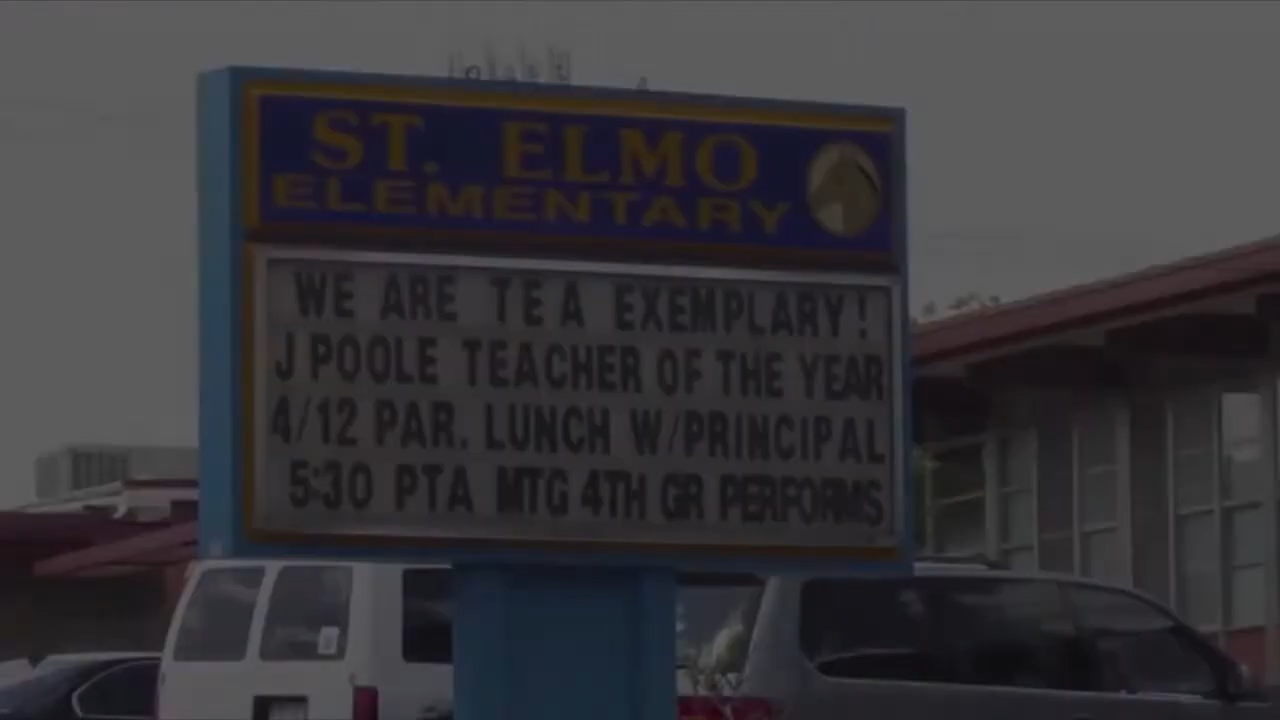 ST. ELMO
ELEMENTARY
WE ARE TEA EXEMPLARY!
J POOLE TEACHER OF THE YEAR
4/12 PAR. LUNCH W/PRINCIPAL
5:30 PTA MTG 4TH GR PERFORMS